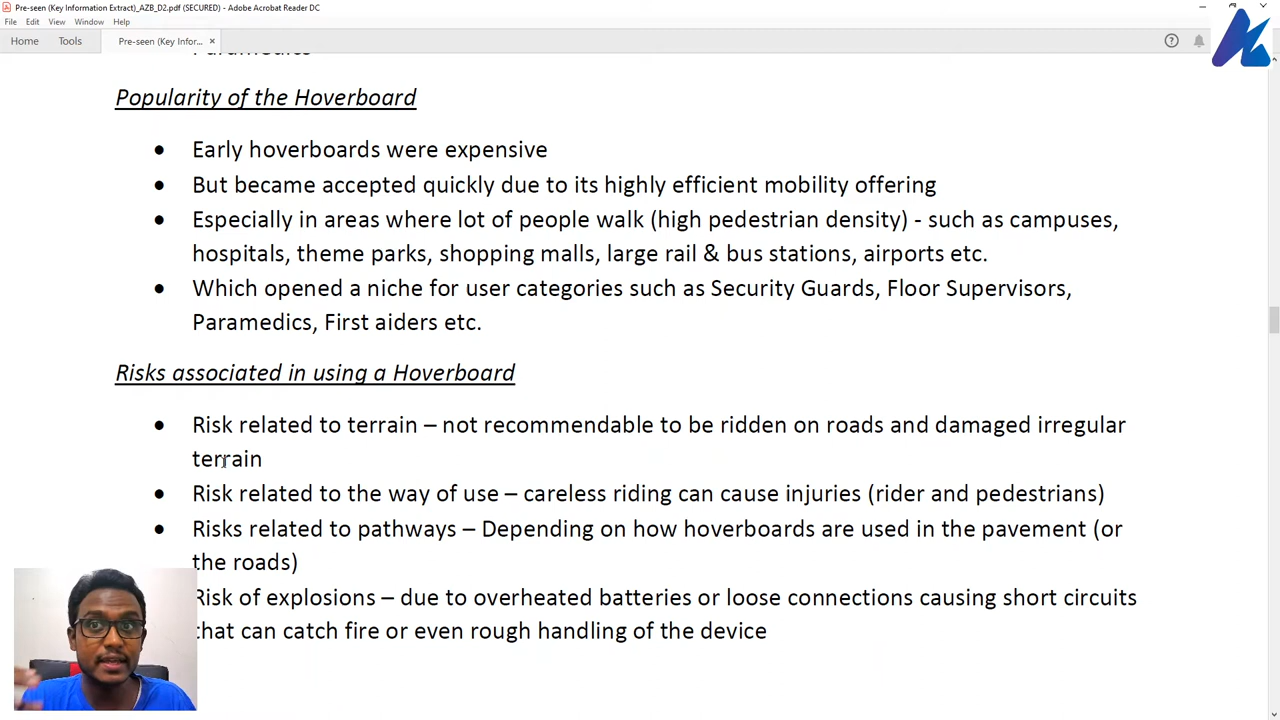 Pre-seen (Key Information Extract)_AZB_D2.pdf (SECURED) - Adobe Acrobat Reader DC
File Edit View Window Help
Home Tools Pre-seen (Key Infor... ×
Paramedics
Popularity of the Hoverboard
• Early hoverboards were expensive
• But became accepted quickly due to its highly efficient mobility offering
• Especially in areas where lot of people walk (high pedestrian density) - such as campuses,
hospitals, theme parks, shopping malls, large rail & bus stations, airports etc.
• Which opened a niche for user categories such as Security Guards, Floor Supervisors,
Paramedics, First aiders etc.
Risks associated in using a Hoverboard
• Risk related to terrain – not recommendable to be ridden on roads and damaged irregular
terrain
• Risk related to the way of use – careless riding can cause injuries (rider and pedestrians)
• Risks related to pathways – Depending on how hoverboards are used in the pavement (or
the roads)
Risk of explosions – due to overheated batteries or loose connections causing short circuits
that can catch fire or even rough handling of the device